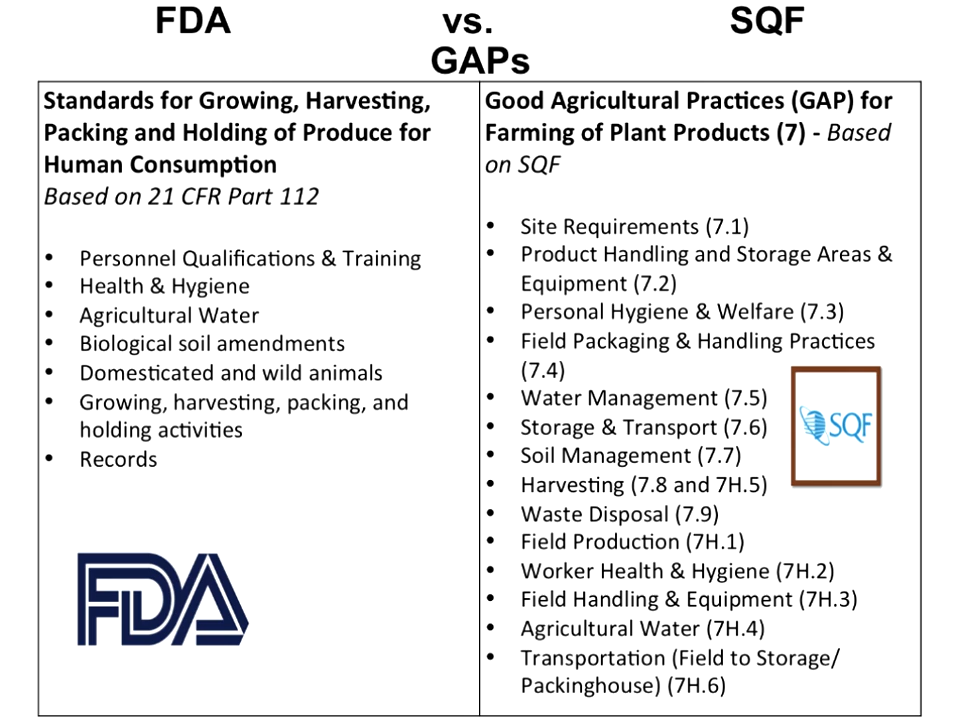 FDA vs. SQF
GAPs
Standards for Growing, Harvesting,
Packing and Holding of Produce for
Human Consumption
Based on 21 CFR Part 112
• Personnel Qualifications & Training
• Health & Hygiene
• Agricultural Water
• Biological soil amendments
• Domesticated and wild animals
• Growing, harvesting, packing, and
holding activities
• Records
FDA
Good Agricultural Practices (GAP) for
Farming of Plant Products (7) - Based
on SQF
• Site Requirements (7.1)
• Product Handling and Storage Areas &
Equipment (7.2)
• Personal Hygiene & Welfare (7.3)
• Field Packaging & Handling Practices
(7.4)
• Water Management (7.5)
• Storage & Transport (7.6)
• Soil Management (7.7)
• Harvesting (7.8 and 7H.5)
• Waste Disposal (7.9)
• Field Production (7H.1)
• Worker Health & Hygiene (7H.2)
• Field Handling & Equipment (7H.3)
• Agricultural Water (7H.4)
• Transportation (Field to Storage/
Packinghouse) (7H.6)
SQF